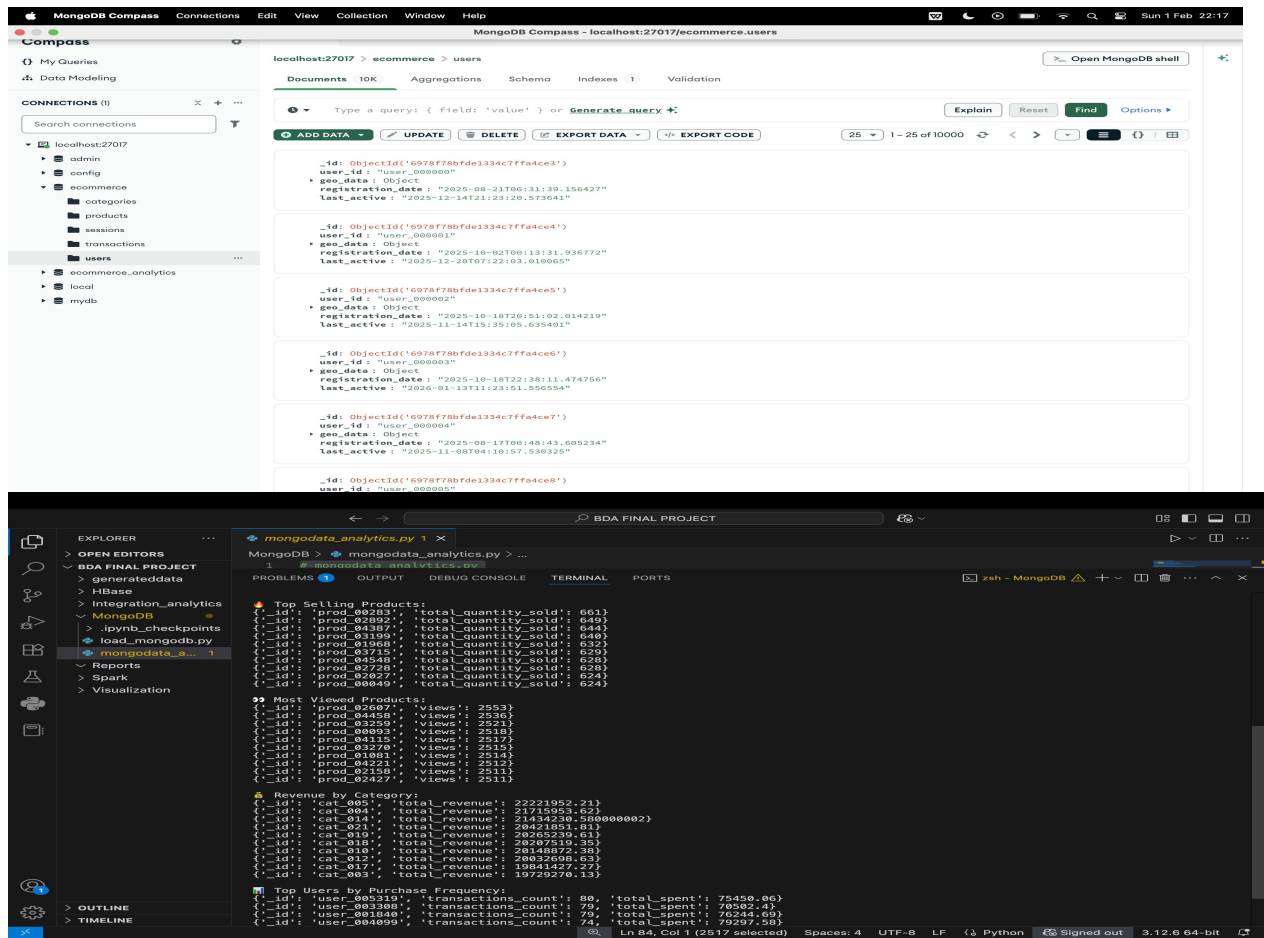 MongoDB Compass Connections Edit View Collection Window Help Sun 1 Feb 22:17
MongoDB Compass - localhost:27017/ecommerce.users
Compass
My Queries
Data Modeling
CONNECTIONS (1)
Search connections
localhost:27017
admin
config
ecommerce
categories
products
sessions
transactions
users
ecommerce_analytics
local
mydb
localhost:27017 > ecommerce > users
>_ Open MongoDB shell
Documents 10K Aggregations Schema Indexes 1 Validation
Type a query: { field: 'value' } or Generate query
Explain Reset Find Options
ADD DATA UPDATE DELETE EXPORT DATA EXPORT CODE
25 1 – 25 of 10000
_id: ObjectId('6978f78bfde1334c7ffa4ce3')
user_id : "user_000000"
geo_data : Object
registration_date : "2025-08-21T06:31:39.156427"
last_active : "2025-12-14T21:23:20.573641"
_id: ObjectId('6978f78bfde1334c7ffa4ce4')
user_id : "user_000001"
geo_data : Object
registration_date : "2025-10-02T00:13:31.936772"
last_active : "2025-12-20T07:22:03.010065"
_id: ObjectId('6978f78bfde1334c7ffa4ce5')
user_id : "user_000002"
geo_data : Object
registration_date : "2025-10-18T20:51:02.014219"
last_active : "2025-11-14T15:35:05.635401"
_id: ObjectId('6978f78bfde1334c7ffa4ce6')
user_id : "user_000003"
geo_data : Object
registration_date : "2025-10-18T22:38:11.474756"
last_active : "2026-01-13T11:23:51.556554"
_id: ObjectId('6978f78bfde1334c7ffa4ce7')
user_id : "user_000004"
geo_data : Object
registration_date : "2025-08-17T00:48:43.605234"
last_active : "2025-11-08T04:10:57.530325"
_id: ObjectId('6978f78bfde1334c7ffa4ce8')
user_id : "user_000005"
BDA FINAL PROJECT
EXPLORER
OPEN EDITORS
BDA FINAL PROJECT
generateddata
HBase
Integration_analytics
MongoDB
.ipynb_checkpoints
load_mongodb.py
mongodata_a... 1
Reports
Spark
Visualization
OUTLINE
TIMELINE
mongodata_analytics.py 1
MongoDB > mongodata_analytics.py > ...
1 # mongodata_analytics.py
PROBLEMS 1 OUTPUT DEBUG CONSOLE TERMINAL PORTS
zsh - MongoDB
🔥 Top Selling Products:
{'_id': 'prod_00283', 'total_quantity_sold': 661}
{'_id': 'prod_02892', 'total_quantity_sold': 649}
{'_id': 'prod_04387', 'total_quantity_sold': 644}
{'_id': 'prod_03199', 'total_quantity_sold': 640}
{'_id': 'prod_01968', 'total_quantity_sold': 632}
{'_id': 'prod_03715', 'total_quantity_sold': 629}
{'_id': 'prod_04548', 'total_quantity_sold': 628}
{'_id': 'prod_02728', 'total_quantity_sold': 628}
{'_id': 'prod_02027', 'total_quantity_sold': 624}
{'_id': 'prod_00049', 'total_quantity_sold': 624}
👀 Most Viewed Products:
{'_id': 'prod_02607', 'views': 2553}
{'_id': 'prod_04458', 'views': 2536}
{'_id': 'prod_03259', 'views': 2521}
{'_id': 'prod_00093', 'views': 2518}
{'_id': 'prod_04115', 'views': 2517}
{'_id': 'prod_03270', 'views': 2515}
{'_id': 'prod_01081', 'views': 2514}
{'_id': 'prod_04221', 'views': 2512}
{'_id': 'prod_02158', 'views': 2511}
{'_id': 'prod_02427', 'views': 2511}
💰 Revenue by Category:
{'_id': 'cat_005', 'total_revenue': 22221952.21}
{'_id': 'cat_004', 'total_revenue': 21715953.62}
{'_id': 'cat_014', 'total_revenue': 21434230.580000002}
{'_id': 'cat_021', 'total_revenue': 20421851.81}
{'_id': 'cat_019', 'total_revenue': 20265239.61}
{'_id': 'cat_018', 'total_revenue': 20207519.35}
{'_id': 'cat_010', 'total_revenue': 20148872.38}
{'_id': 'cat_012', 'total_revenue': 20032698.63}
{'_id': 'cat_017', 'total_revenue': 19841427.27}
{'_id': 'cat_003', 'total_revenue': 19729270.13}
📊 Top Users by Purchase Frequency:
{'_id': 'user_005319', 'transactions_count': 80, 'total_spent': 75450.06}
{'_id': 'user_003308', 'transactions_count': 79, 'total_spent': 70502.4}
{'_id': 'user_001840', 'transactions_count': 79, 'total_spent': 76244.69}
{'_id': 'user_004099', 'transactions_count': 74, 'total_spent': 79297.58}
Ln 84, Col 1 (2517 selected) Spaces: 4 UTF-8 LF Python Signed out 3.12.6 64-bit